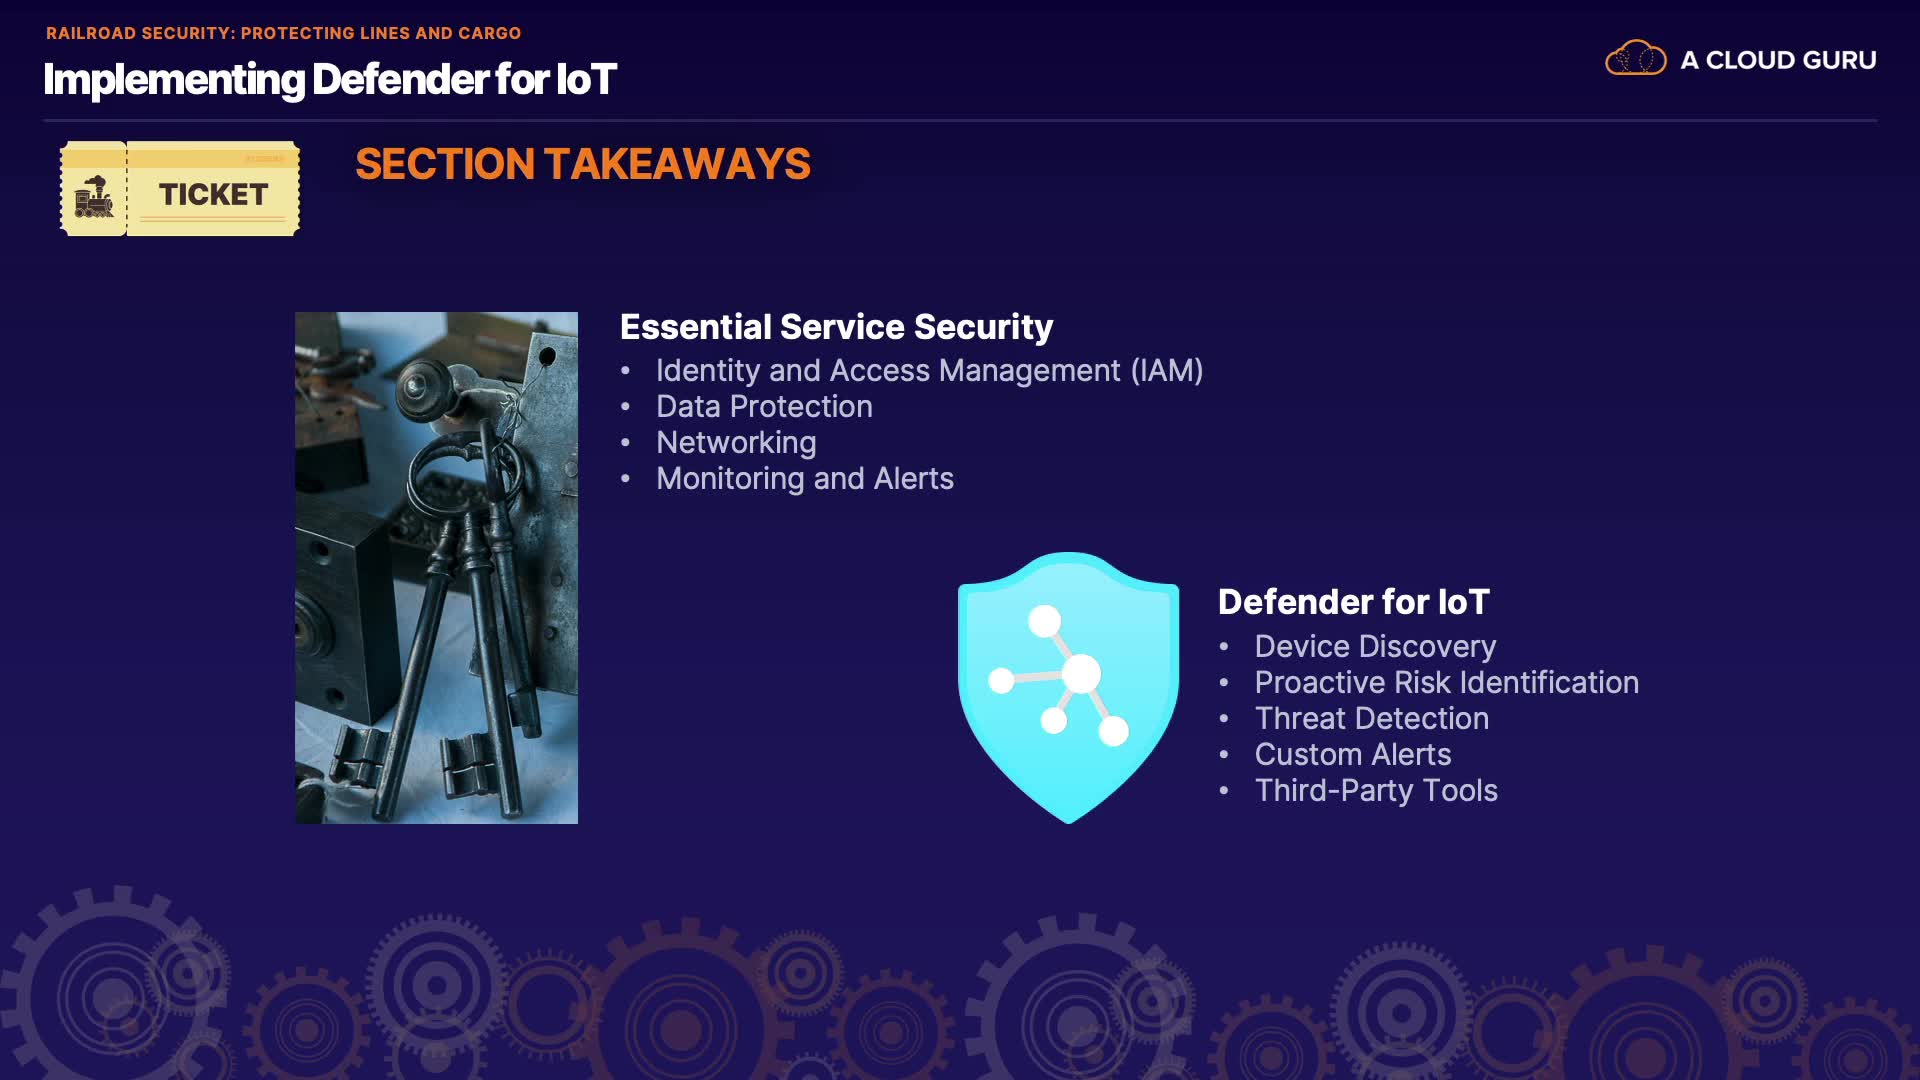 RAILROAD SECURITY: PROTECTING LINES AND CARGO
Implementing Defender for IoT
A CLOUD GURU
TICKET
SECTION TAKEAWAYS
Essential Service Security
• Identity and Access Management (IAM)
• Data Protection
• Networking
• Monitoring and Alerts
Defender for IoT
• Device Discovery
• Proactive Risk Identification
• Threat Detection
• Custom Alerts
• Third-Party Tools